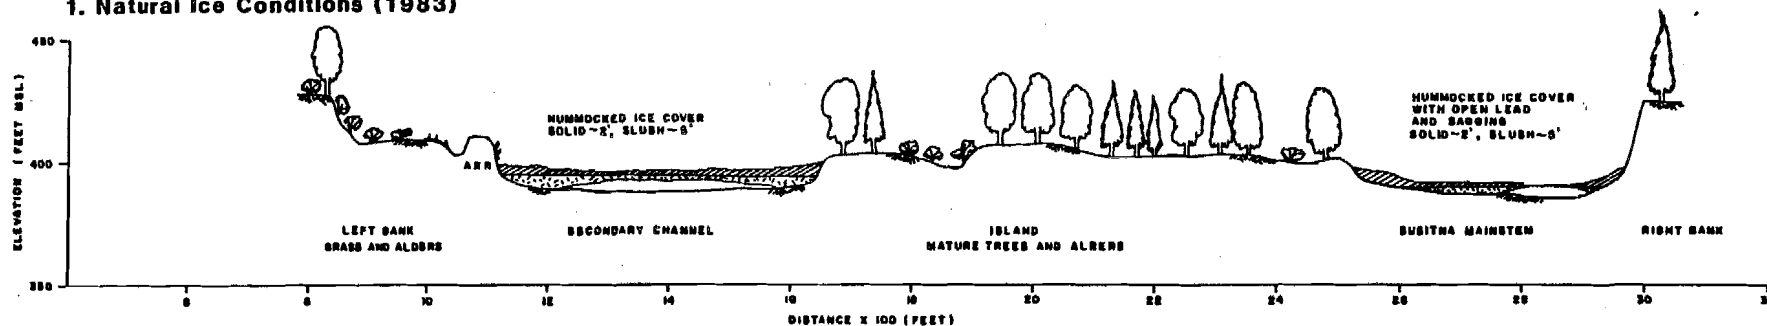 1. Natural Ice Conditions (1983)
450
400
350
ELEVATION (FEET MSL)
HUMMOCKED ICE COVER
SOLID~2', SLUSH~5'
HUMMOCKED ICE COVER
WITH OPEN LEAD
AND SAGGING
SOLID~2', SLUSH~5'
ARR
LEFT BANK
GRASS AND ALDERS
SECONDARY CHANNEL
ISLAND
MATURE TREES AND ALDERS
SUSITNA MAINSTEM
RIGHT BANK
6 8 10 12 14 16 18 20 22 24 26 28 30
DISTANCE X 100 (FEET)